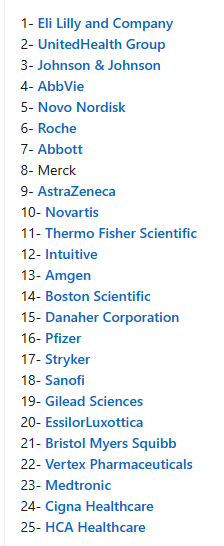 1- Eli Lilly and Company
2- UnitedHealth Group
3- Johnson & Johnson
4- AbbVie
5- Novo Nordisk
6- Roche
7- Abbott
8- Merck
9- AstraZeneca
10- Novartis
11- Thermo Fisher Scientific
12- Intuitive
13- Amgen
14- Boston Scientific
15- Danaher Corporation
16- Pfizer
17- Stryker
18- Sanofi
19- Gilead Sciences
20- EssilorLuxottica
21- Bristol Myers Squibb
22- Vertex Pharmaceuticals
23- Medtronic
24- Cigna Healthcare
25- HCA Healthcare